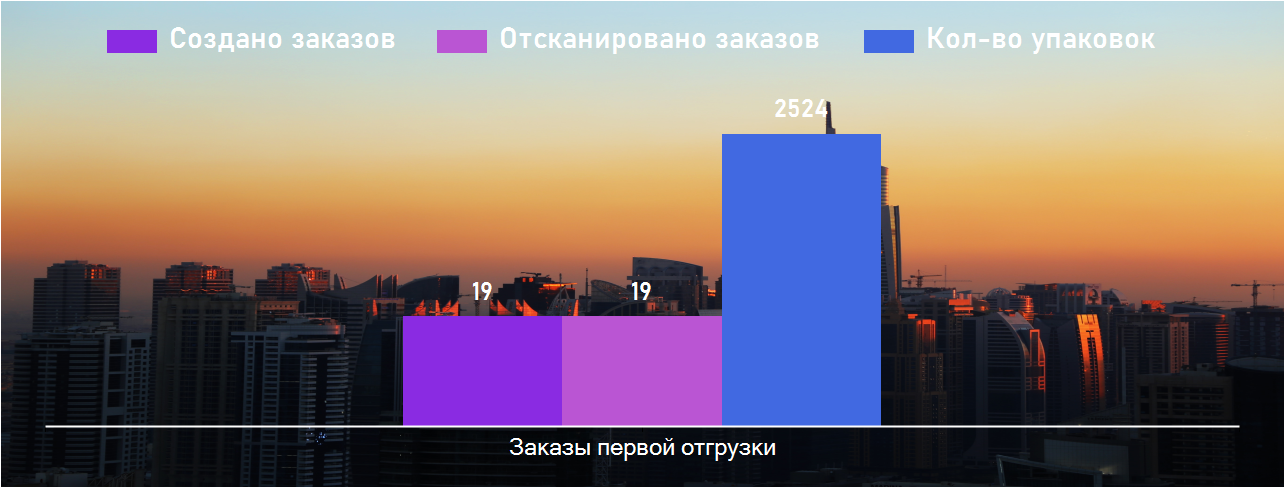 Создано заказов Отсканировано заказов Кол-во упаковок
2524
19 19
Заказы первой отгрузки